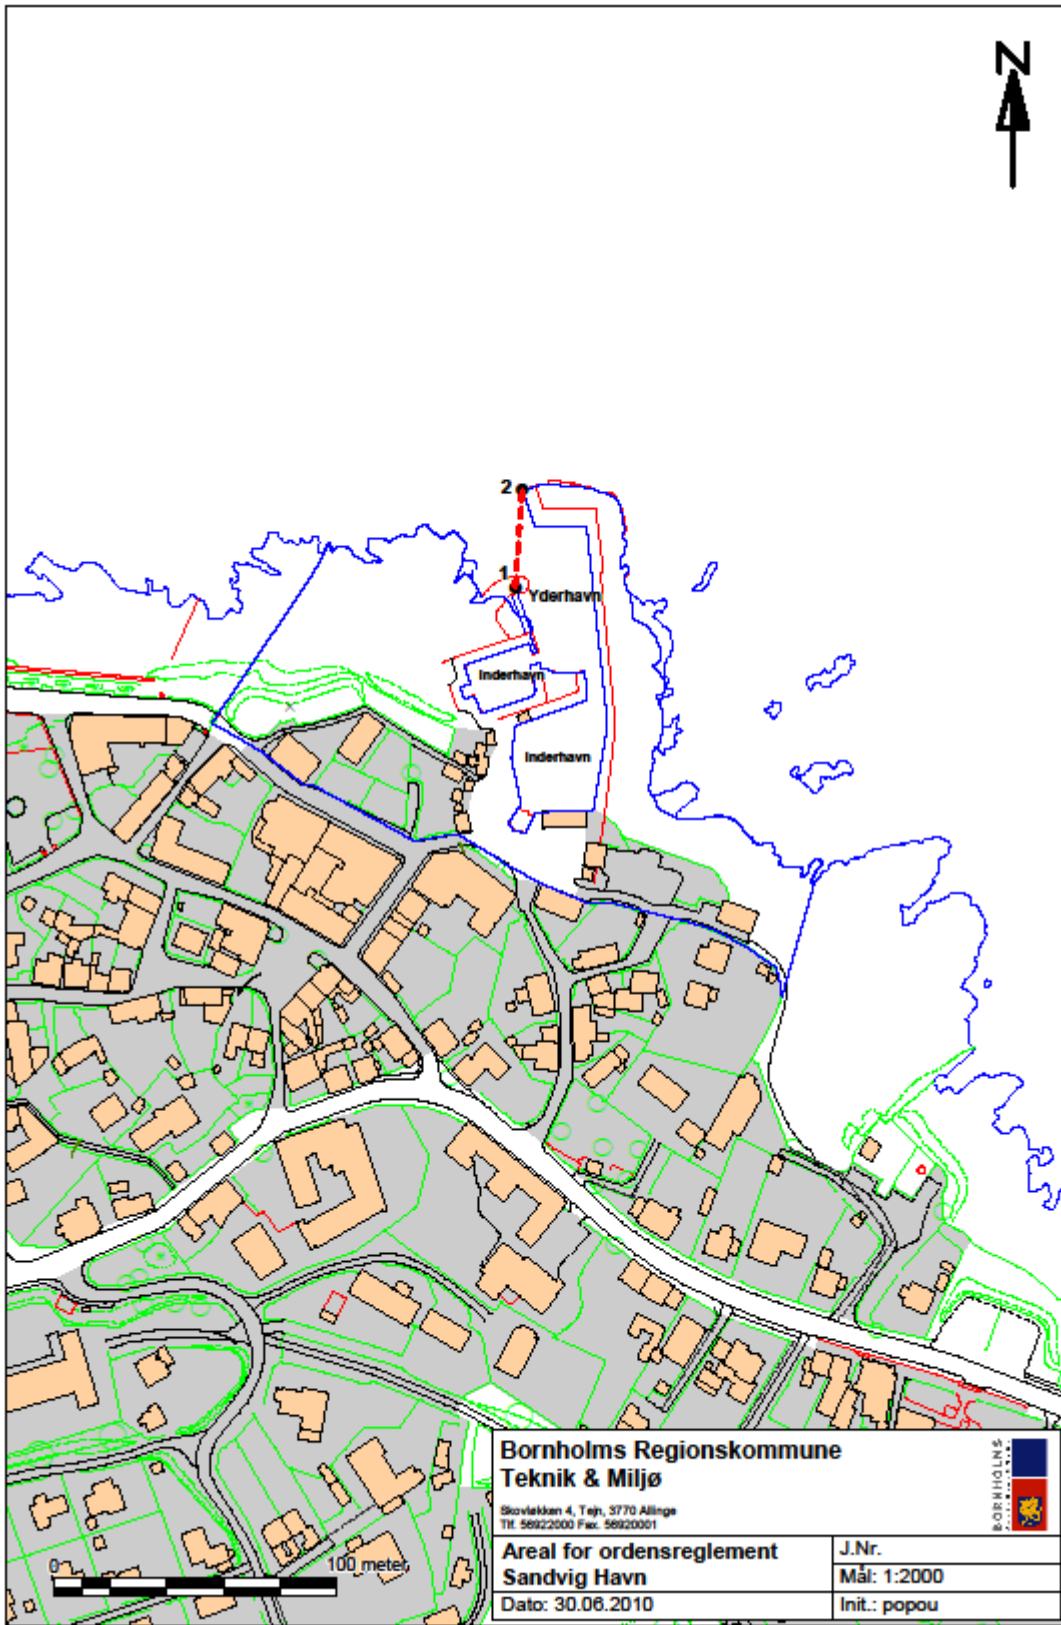 N
2
1
Yderhavn
Inderhavn
Inderhavn
0
100 meter
Bornholms Regionskommune
Teknik & Miljø
Skovløkken 4, Tejn, 3770 Allinge
Tlf. 56922000 Fax. 56920001
BORNHOLMS
Areal for ordensreglement
Sandvig Havn
Dato: 30.06.2010
J.Nr.
Mål: 1:2000
Init.: popou